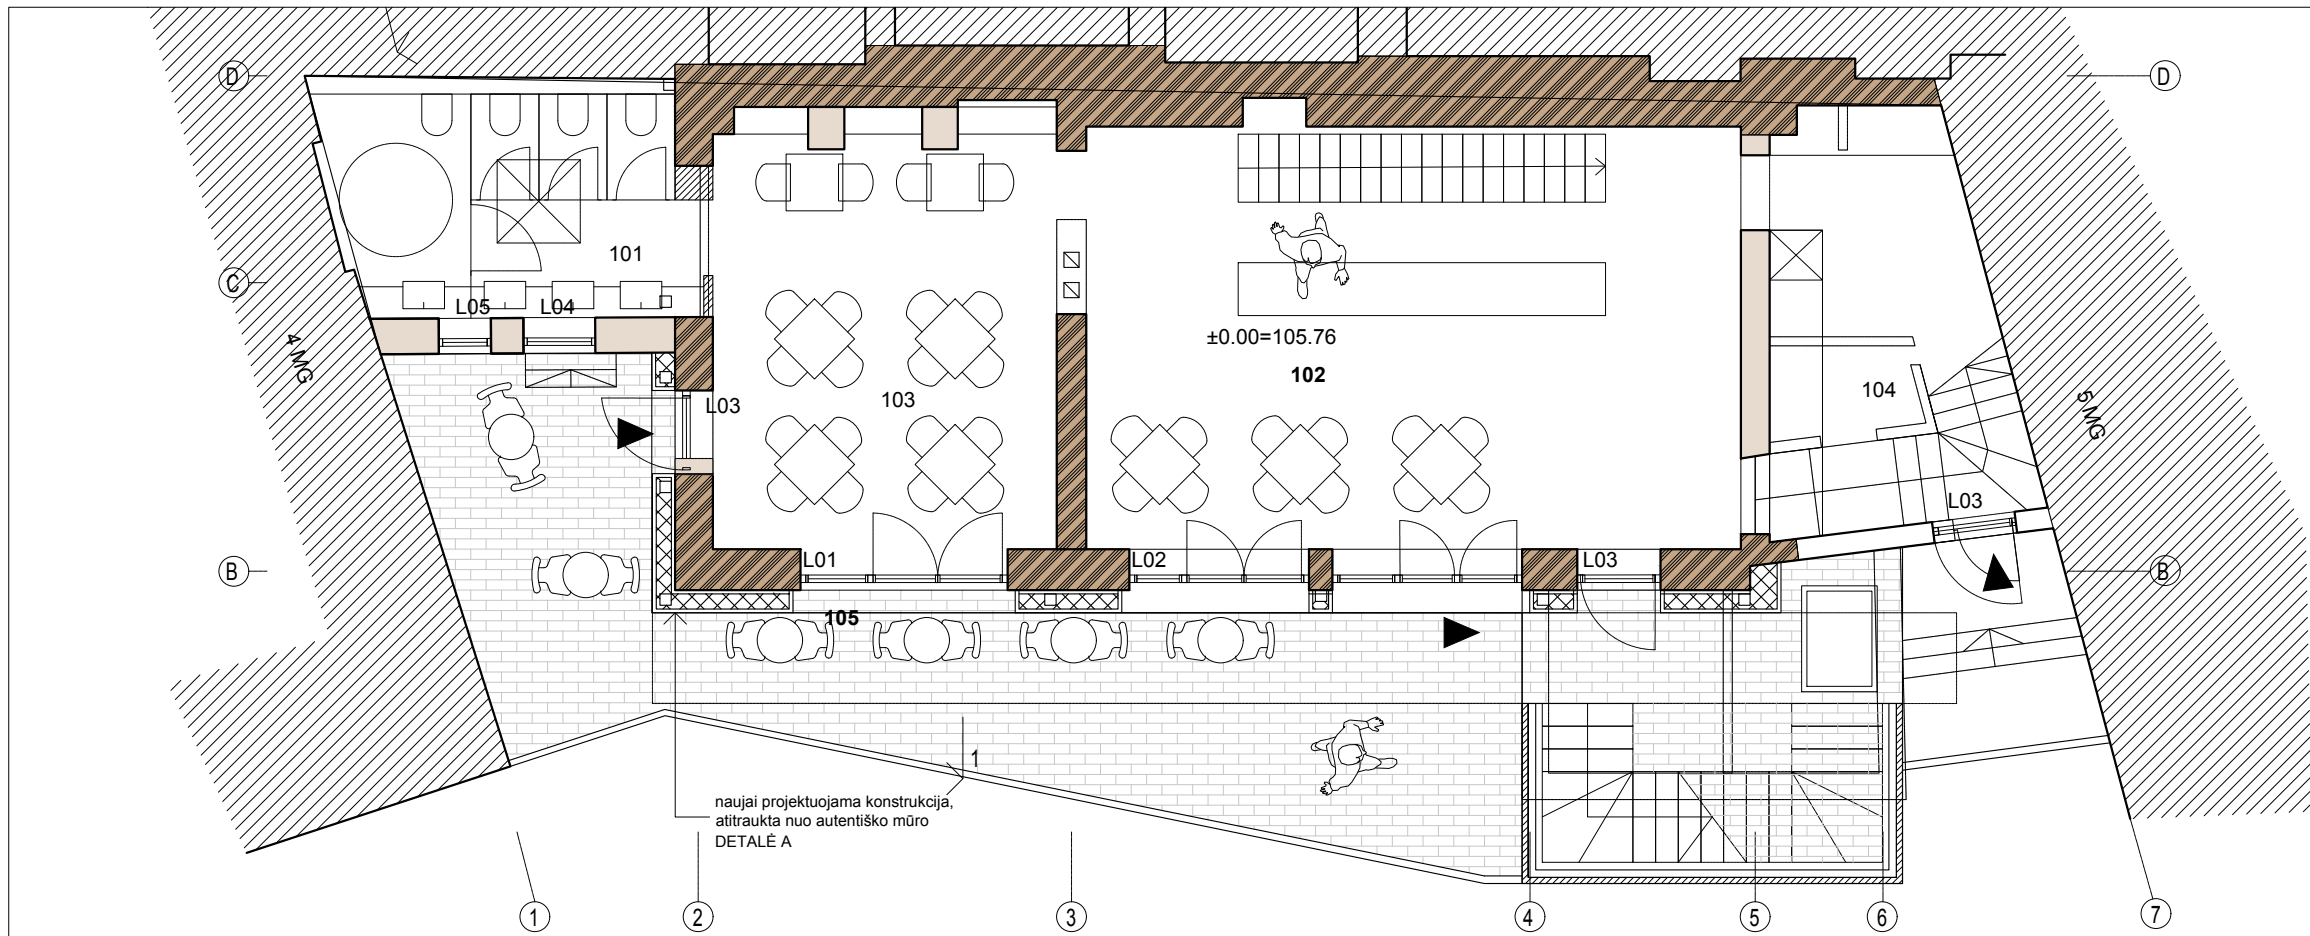 D
D
101
C
L05
L04
±0.00=105.76
4 MG
102
L03
103
104
5 MG
L03
L01
L02
L03
B
B
105
1
naujai projektuojama konstrukcija,
atitraukta nuo autentiško mūro
DETALĖ A
1
2
3
4
5
6
7